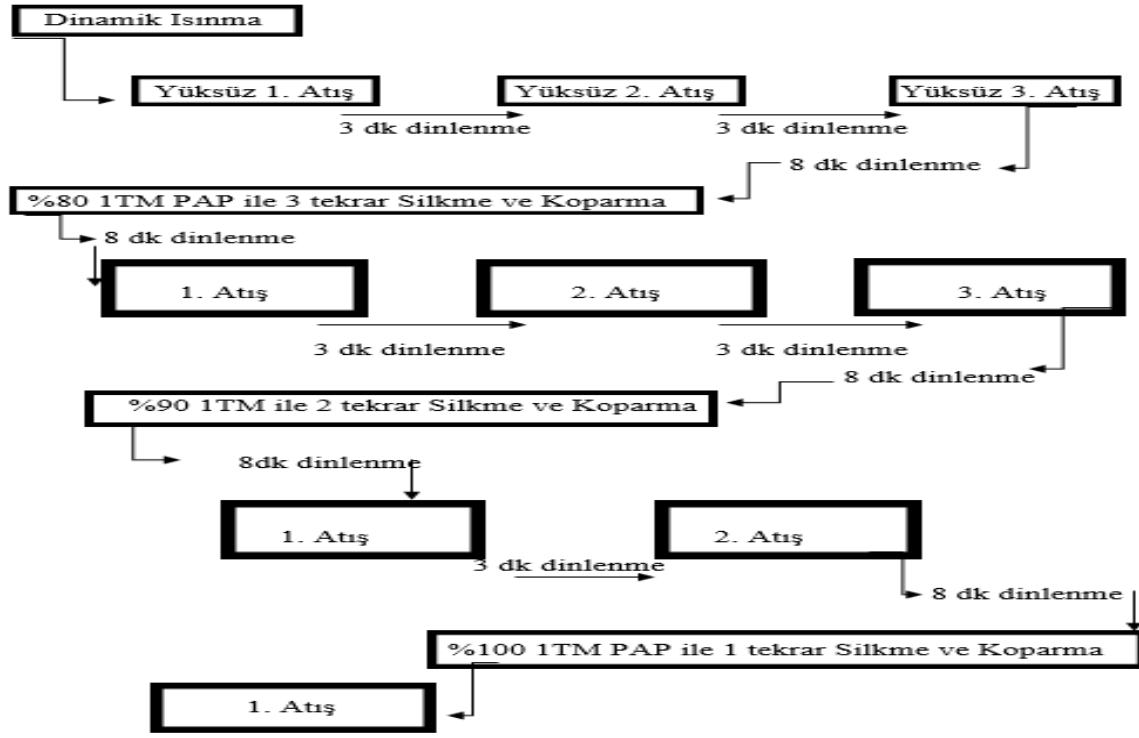 Dinamik Isınma
Yüksüz 1. Atış
Yüksüz 2. Atış
Yüksüz 3. Atış
3 dk dinlenme
3 dk dinlenme
8 dk dinlenme
%80 1TM PAP ile 3 tekrar Silkme ve Koparma
8 dk dinlenme
1. Atış
2. Atış
3. Atış
3 dk dinlenme
3 dk dinlenme
8 dk dinlenme
%90 1TM ile 2 tekrar Silkme ve Koparma
8dk dinlenme
1. Atış
2. Atış
3 dk dinlenme
8 dk dinlenme
%100 1TM PAP ile 1 tekrar Silkme ve Koparma
1. Atış